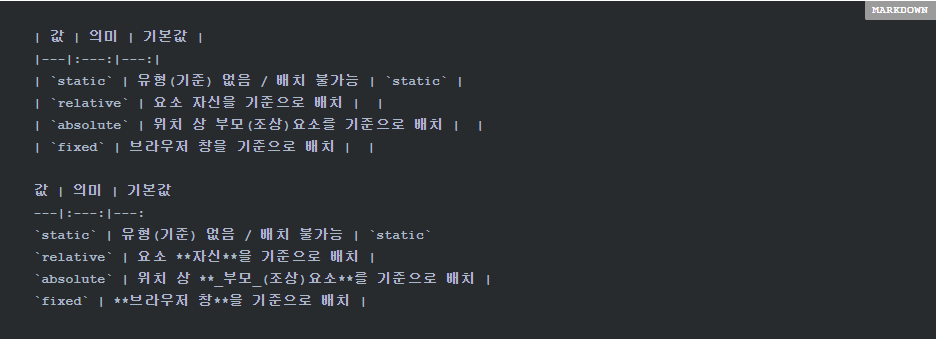 MARKDOWN
| 값 | 의미 | 기본값 |
|---|:---:|---:|
| `static` | 유형(기준) 없음 / 배치 불가능 | `static` |
| `relative` | 요소 자신을 기준으로 배치 |  |
| `absolute` | 위치 상 부모(조상)요소를 기준으로 배치 |  |
| `fixed` | 브라우저 창을 기준으로 배치 |  |
값 | 의미 | 기본값
---|:---:|---:
`static` | 유형(기준) 없음 / 배치 불가능 | `static`
`relative` | 요소 **자신**을 기준으로 배치 |
`absolute` | 위치 상 **_부모_(조상)요소**를 기준으로 배치 |
`fixed` | **브라우저 창**을 기준으로 배치 |